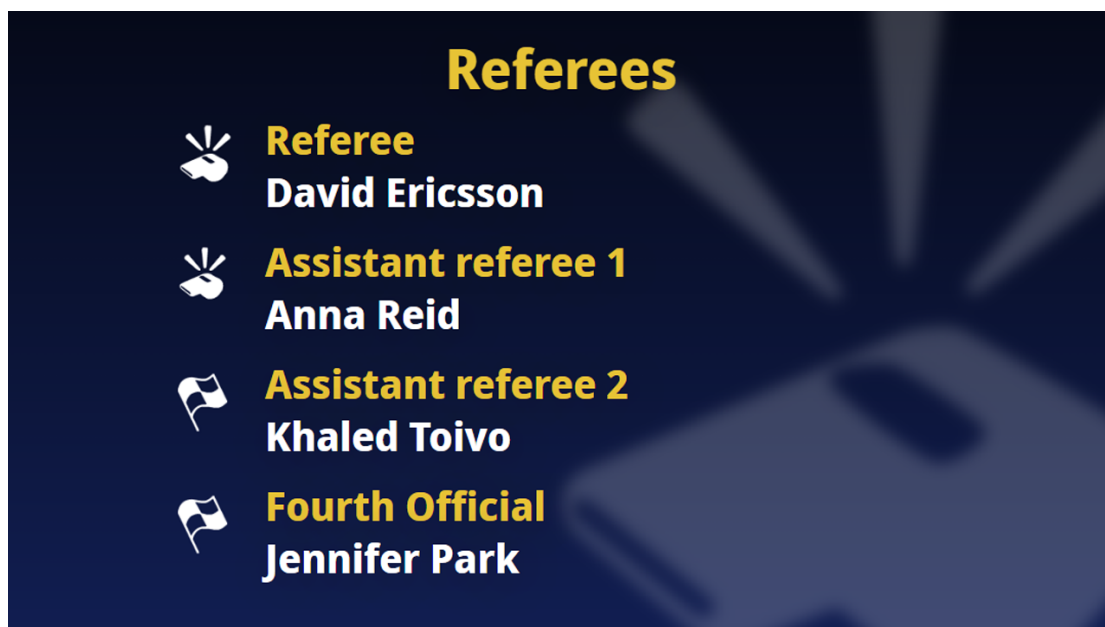 Referees
Referee
David Ericsson
Assistant referee 1
Anna Reid
Assistant referee 2
Khaled Toivo
Fourth Official
Jennifer Park